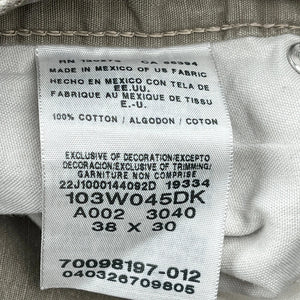 MADE IN MEXICO OF US FABRIC
HECHO EN MEXICO CON TELA DE
EE.UU.
FABRIQUE AU MEXIQUE DE TISSU
E.-U.
100% COTTON / ALGODON / COTON
EXCLUSIVE OF DECORATION/EXCEPTO
DECORACION/EXCLUSIVE OF TRIMMING/
GARNITURE NON COMPRISE
22J1000144092D 19334
103W045DK
A002 3040
38 X 30
70098197-012
040326709805